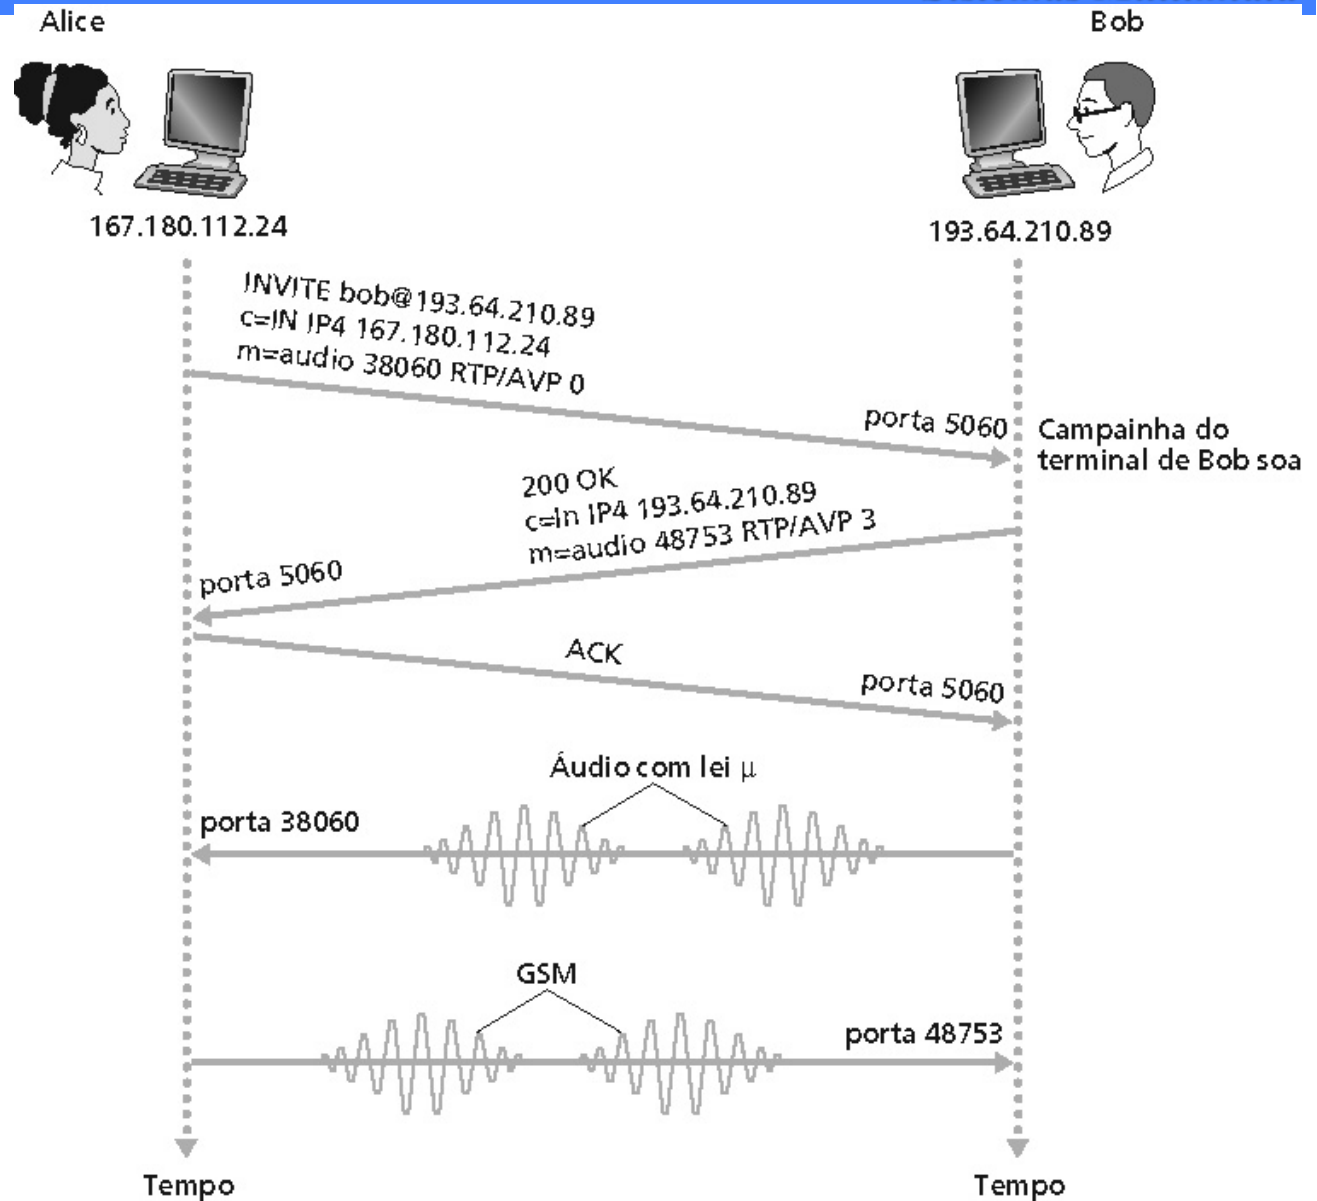 Alice
Bob
167.180.112.24
193.64.210.89
INVITE bob@193.64.210.89
c=IN IP4 167.180.112.24
m=audio 38060 RTP/AVP 0
porta 5060
Campainha do
terminal de Bob soa
200 OK
c=In IP4 193.64.210.89
m=audio 48753 RTP/AVP 3
porta 5060
ACK
porta 5060
Áudio com lei μ
porta 38060
GSM
porta 48753
Tempo
Tempo